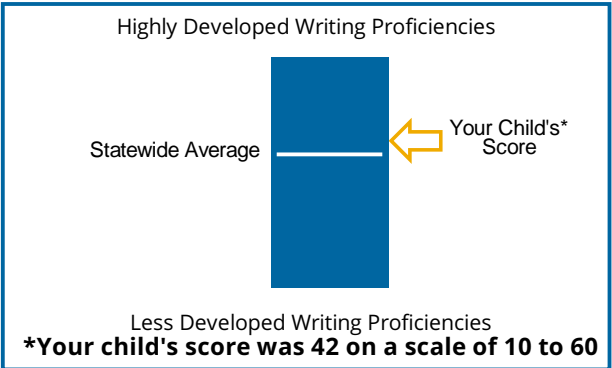 Highly Developed Writing Proficiencies
Statewide Average
Your Child's*
Score
Less Developed Writing Proficiencies
*Your child's score was 42 on a scale of 10 to 60